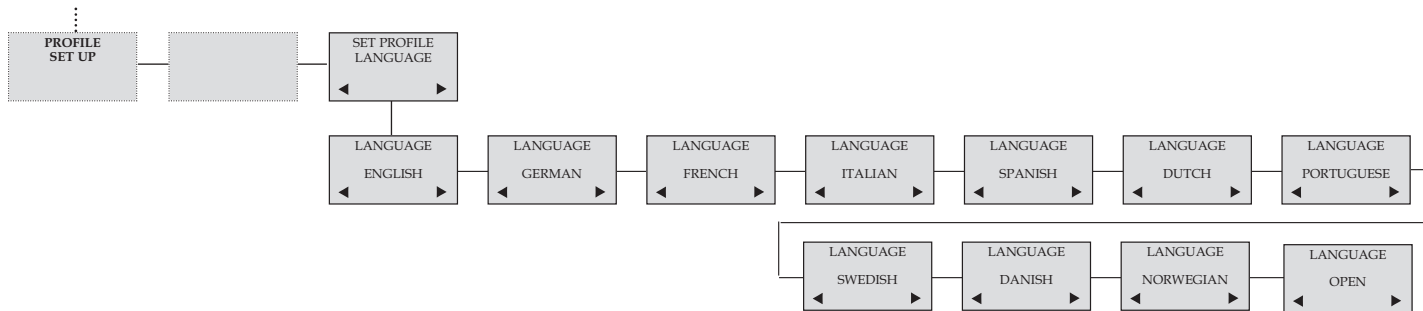 PROFILE
SET UP
SET PROFILE
LANGUAGE
LANGUAGE
ENGLISH
LANGUAGE
GERMAN
LANGUAGE
FRENCH
LANGUAGE
ITALIAN
LANGUAGE
SPANISH
LANGUAGE
DUTCH
LANGUAGE
PORTUGUESE
LANGUAGE
SWEDISH
LANGUAGE
DANISH
LANGUAGE
NORWEGIAN
LANGUAGE
OPEN